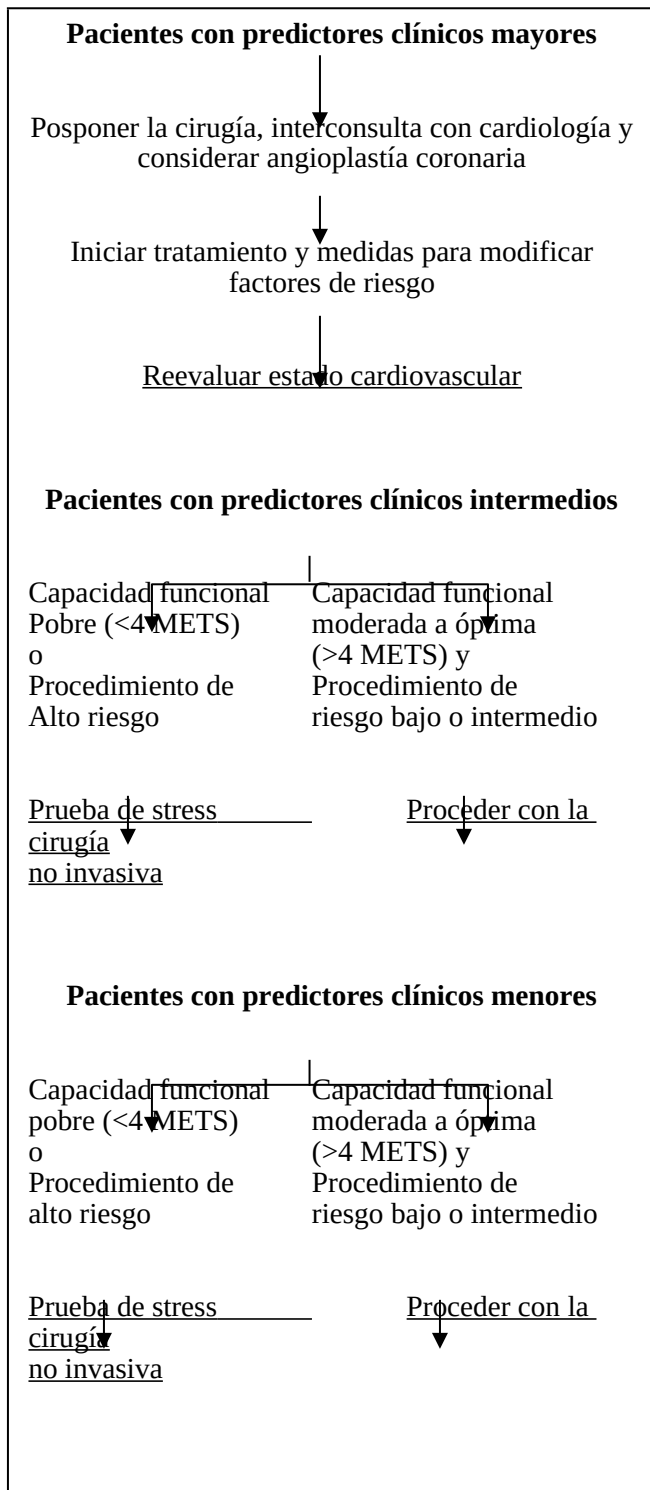 Pacientes con predictores clínicos mayores
Posponer la cirugía, interconsulta con cardiología y
considerar angioplastía coronaria
Iniciar tratamiento y medidas para modificar
factores de riesgo
Reevaluar estado cardiovascular
Pacientes con predictores clínicos intermedios
Capacidad funcional
Pobre (<4 METS)
o
Procedimiento de
Alto riesgo
Capacidad funcional
moderada a óptima
(>4 METS) y
Procedimiento de
riesgo bajo o intermedio
Prueba de stress Proceder con la
cirugía
no invasiva
Pacientes con predictores clínicos menores
Capacidad funcional
pobre (<4 METS)
o
Procedimiento de
alto riesgo
Capacidad funcional
moderada a óptima
(>4 METS) y
Procedimiento de
riesgo bajo o intermedio
Prueba de stress Proceder con la
cirugía
no invasiva